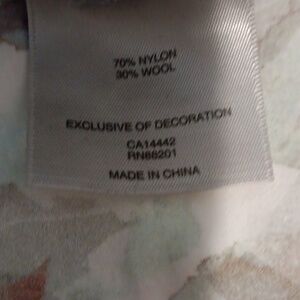 70% NYLON
30% WOOL
EXCLUSIVE OF DECORATION
CA14442
RN88201
MADE IN CHINA